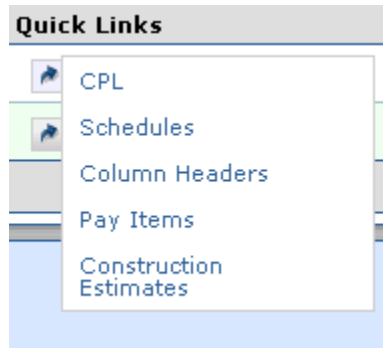 Quick Links
CPL
Schedules
Column Headers
Pay Items
Construction
Estimates